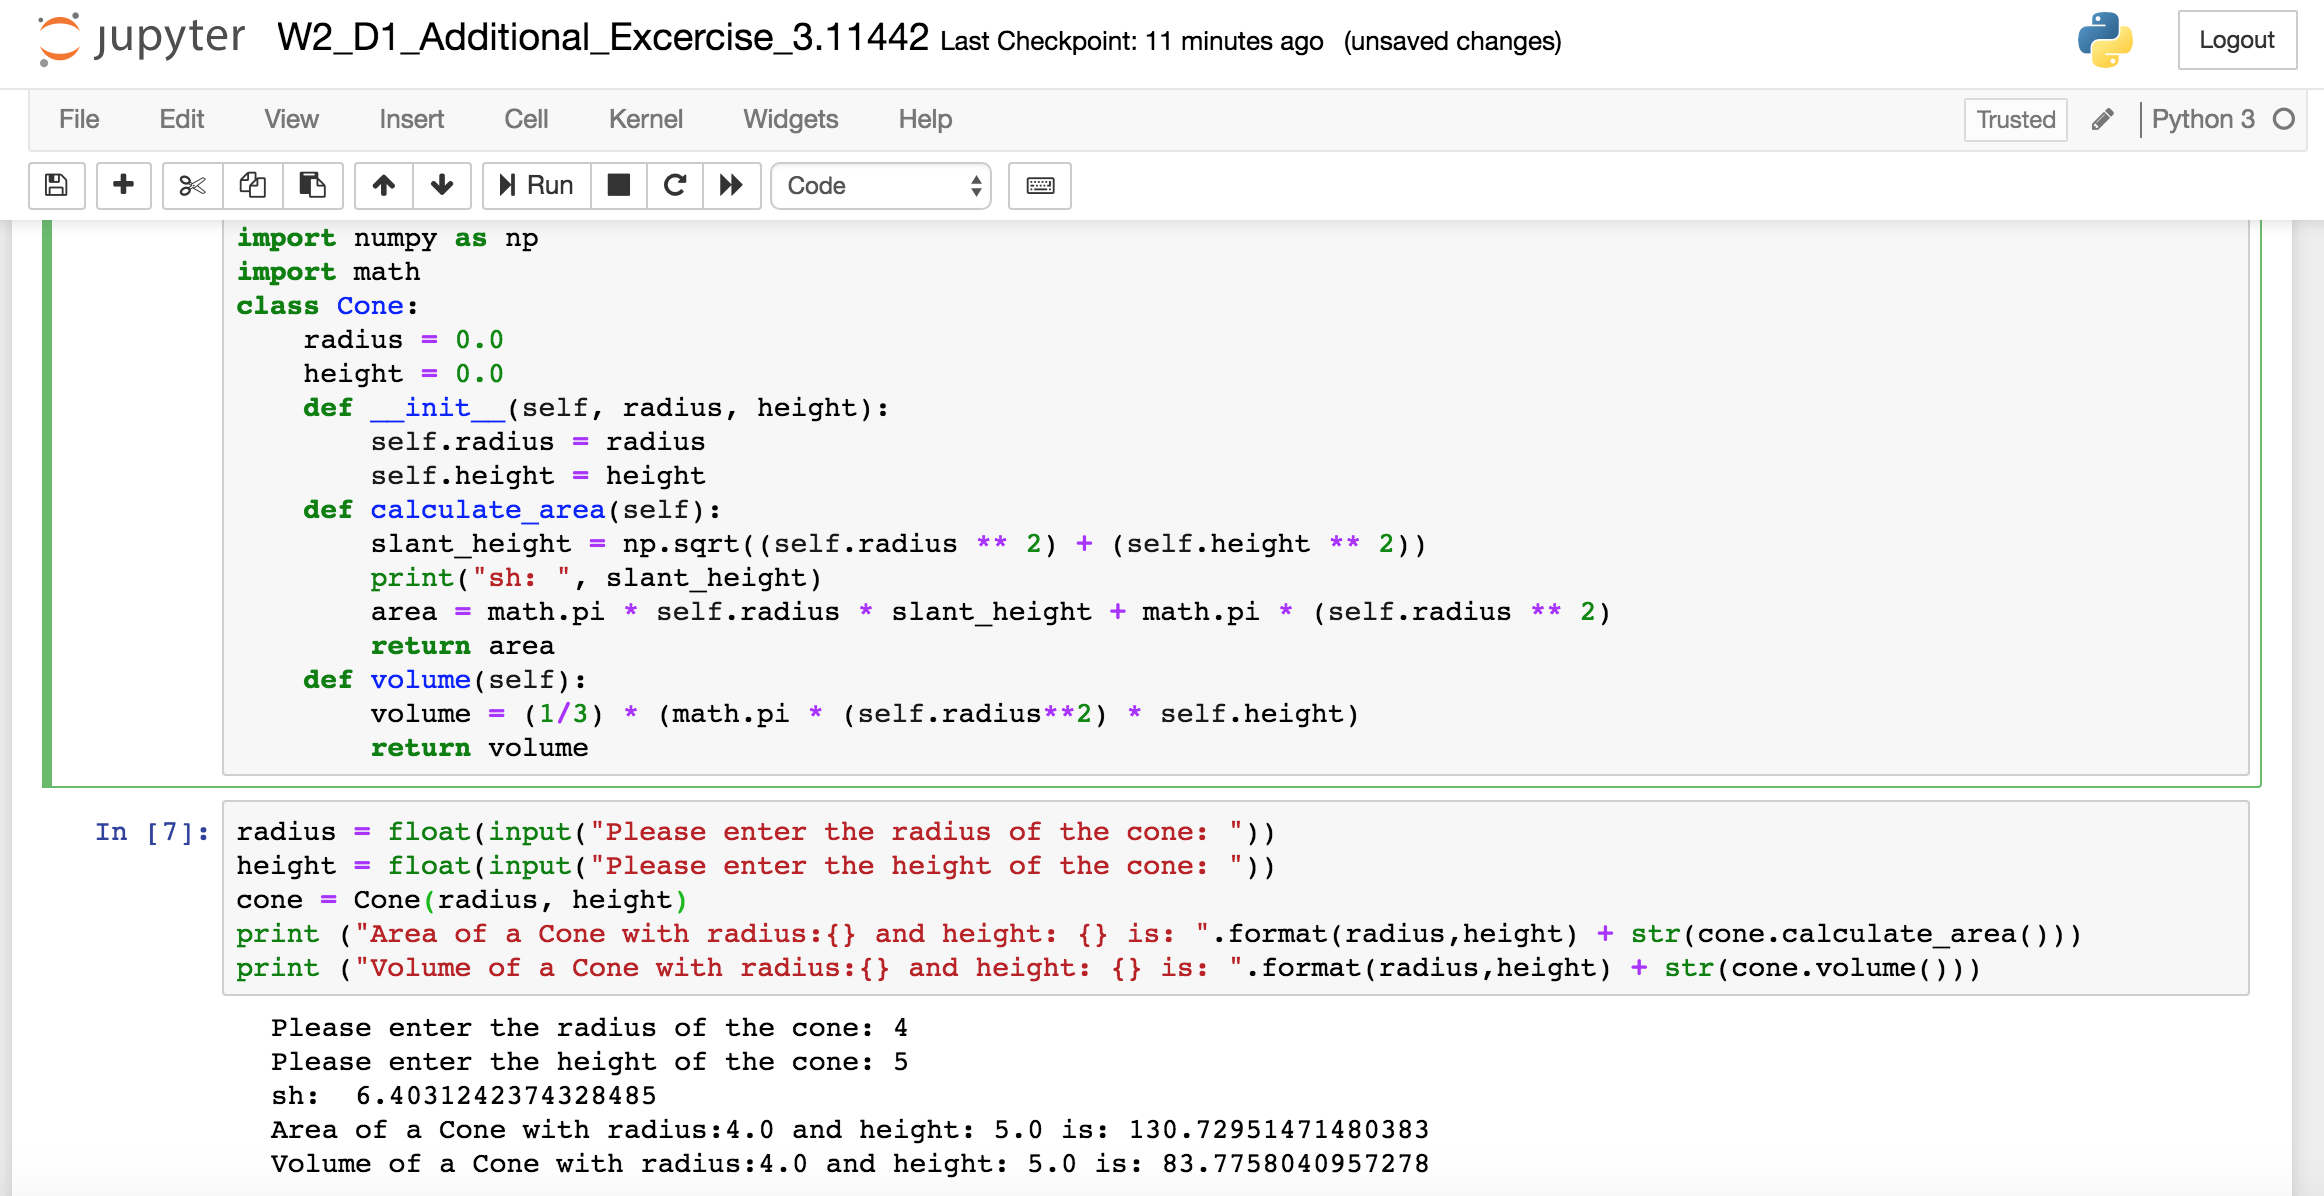 jupyter W2_D1_Additional_Excercise_3.11442 Last Checkpoint: 11 minutes ago (unsaved changes) Logout
File Edit View Insert Cell Kernel Widgets Help Trusted Python 3
Run Code
import numpy as np
import math
class Cone:
    radius = 0.0
    height = 0.0
    def __init__(self, radius, height):
        self.radius = radius
        self.height = height
    def calculate_area(self):
        slant_height = np.sqrt((self.radius ** 2) + (self.height ** 2))
        print("sh: ", slant_height)
        area = math.pi * self.radius * slant_height + math.pi * (self.radius ** 2)
        return area
    def volume(self):
        volume = (1/3) * (math.pi * (self.radius**2) * self.height)
        return volume
In [7]: radius = float(input("Please enter the radius of the cone: "))
height = float(input("Please enter the height of the cone: "))
cone = Cone(radius, height)
print ("Area of a Cone with radius:{} and height: {} is: ".format(radius,height) + str(cone.calculate_area()))
print ("Volume of a Cone with radius:{} and height: {} is: ".format(radius,height) + str(cone.volume()))
Please enter the radius of the cone: 4
Please enter the height of the cone: 5
sh:  6.4031242374328485
Area of a Cone with radius:4.0 and height: 5.0 is: 130.72951471480383
Volume of a Cone with radius:4.0 and height: 5.0 is: 83.7758040957278